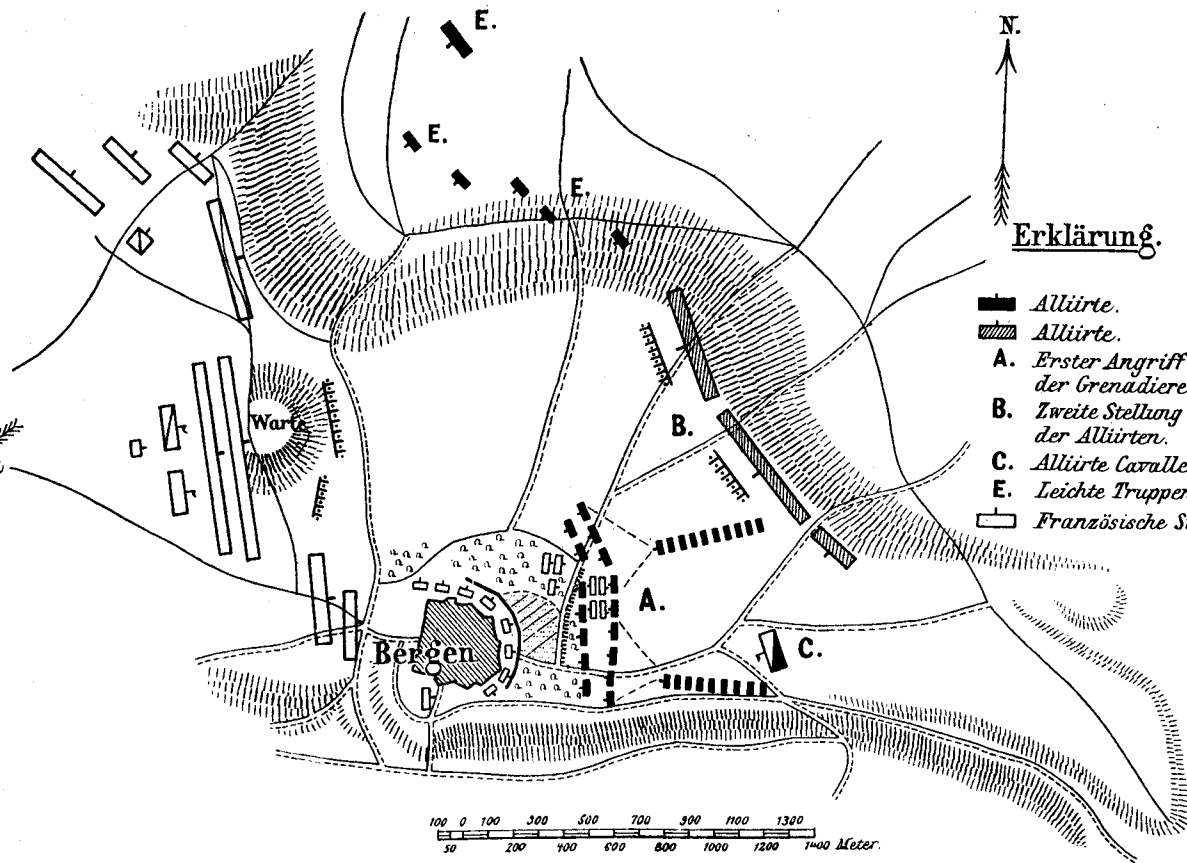 E.
N.
E.
E.
Erklärung.
Alliirte.
Alliirte.
A. Erster Angriff
der Grenadiere
B. Zweite Stellung
der Alliirten.
C. Alliirte Cavalle
E. Leichte Truppen
Französische St
Warte
B.
A.
Bergen
C.
100 0 100 300 500 700 900 1100 1300
50 200 400 600 800 1000 1200 1400 Meter.